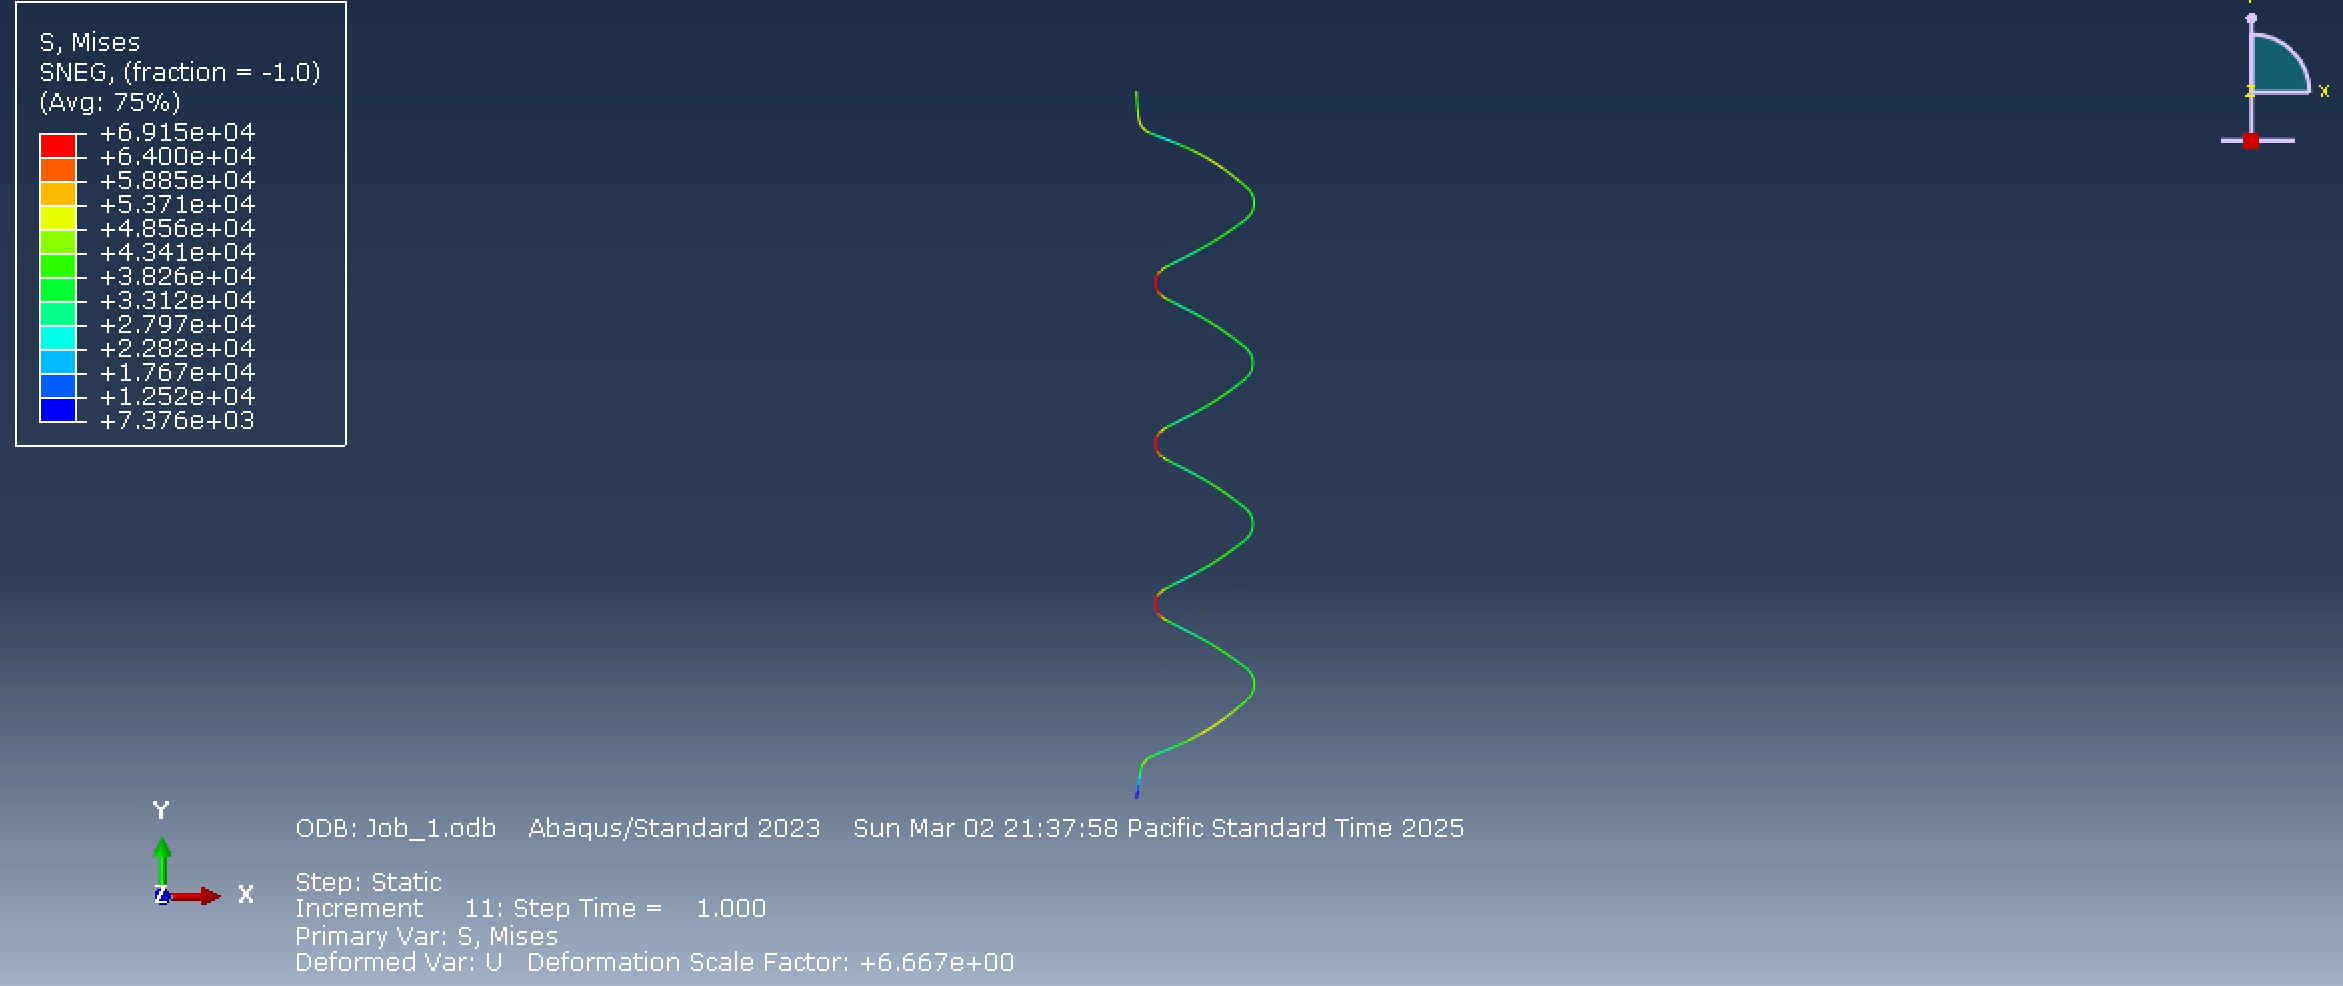 S, Mises
SNEG, (fraction = -1.0)
(Avg: 75%)
+6.915e+04
+6.400e+04
+5.885e+04
+5.371e+04
+4.856e+04
+4.341e+04
+3.826e+04
+3.312e+04
+2.797e+04
+2.282e+04
+1.767e+04
+1.252e+04
+7.376e+03
Z X
Y
Z X
ODB: Job_1.odb Abaqus/Standard 2023 Sun Mar 02 21:37:58 Pacific Standard Time 2025
Step: Static
Increment 11: Step Time = 1.000
Primary Var: S, Mises
Deformed Var: U Deformation Scale Factor: +6.667e+00